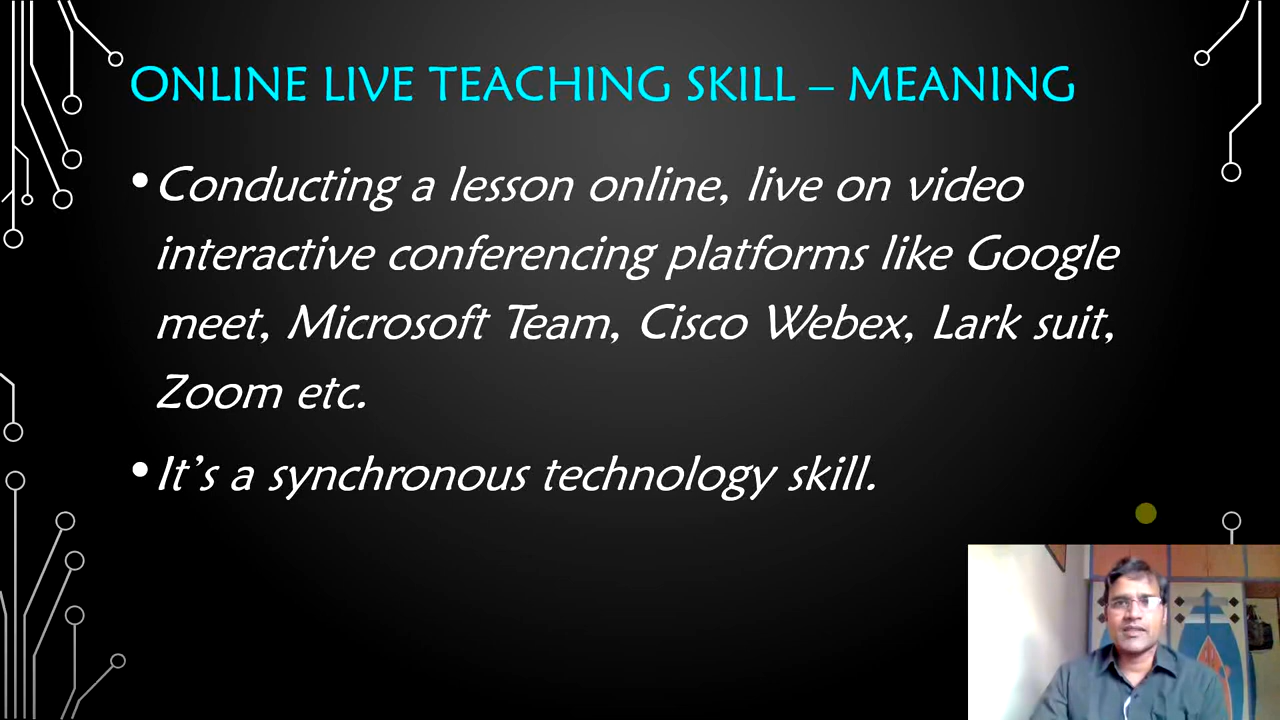 ONLINE LIVE TEACHING SKILL – MEANING
•Conducting a lesson online, live on video
interactive conferencing platforms like Google
meet, Microsoft Team, Cisco Webex, Lark suit,
Zoom etc.
•It’s a synchronous technology skill.